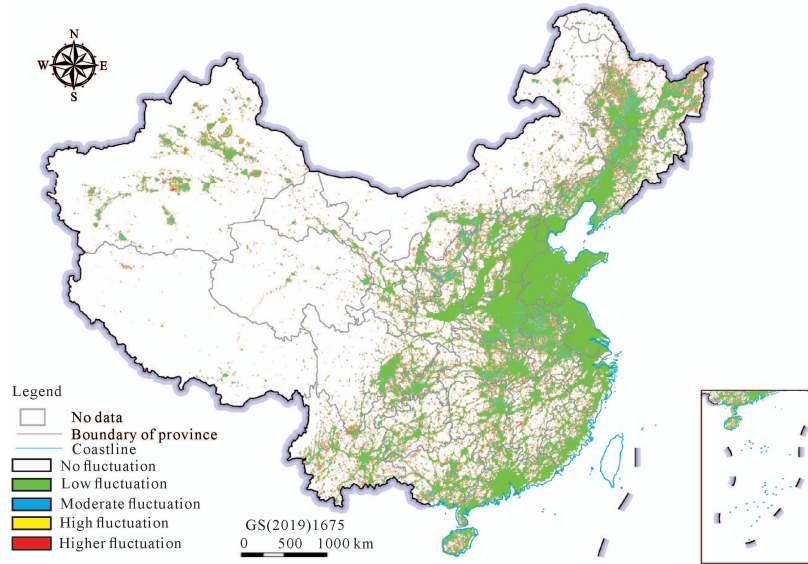 N
W E
S
Legend
No data
Boundary of province
Coastline
No fluctuation
Low fluctuation
Moderate fluctuation
High fluctuation
Higher fluctuation
GS(2019)1675
0 500 1000 km